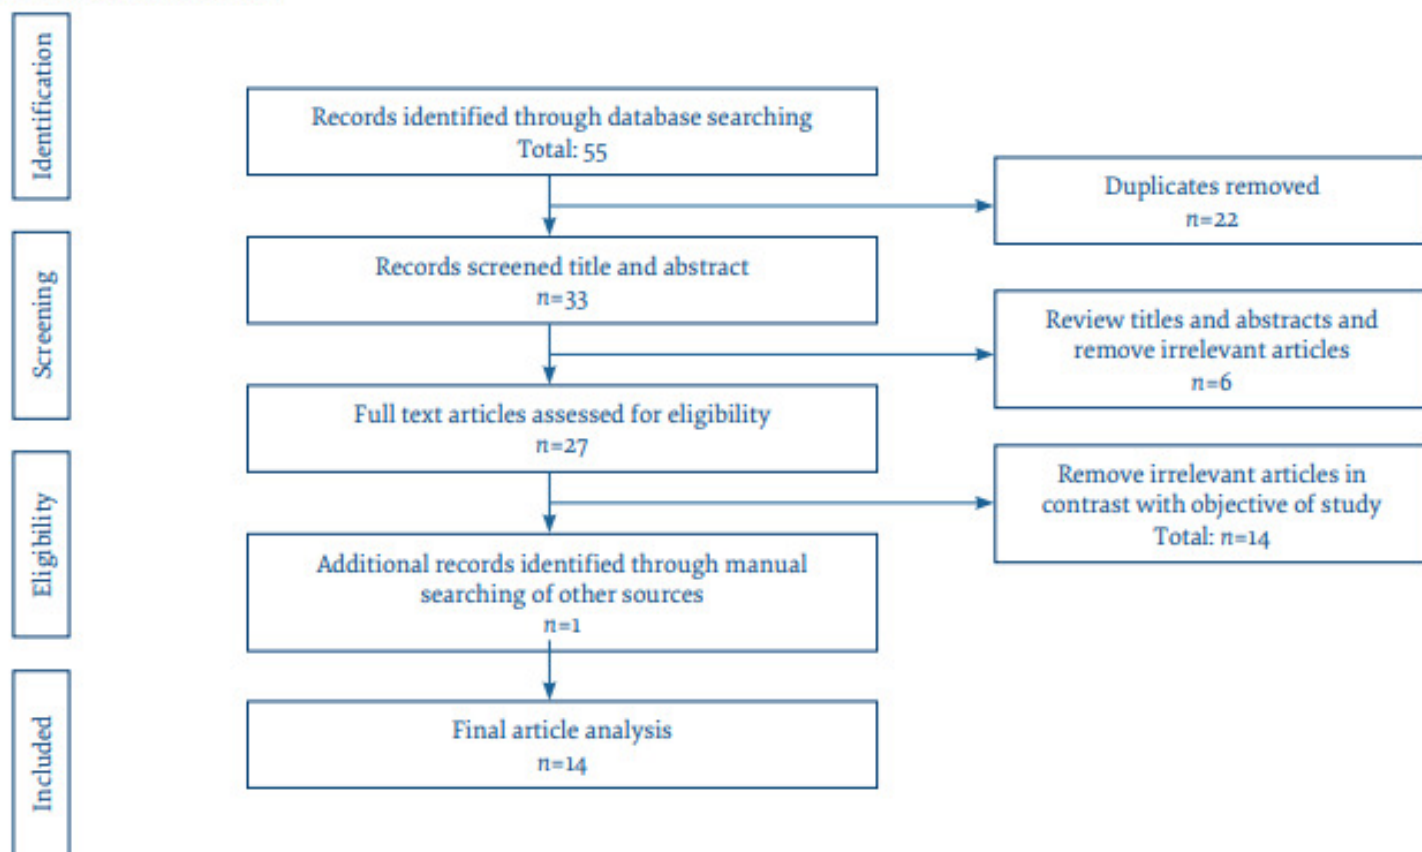 Identification
Records identified through database searching
Total: 55
Duplicates removed
n=22
Screening
Records screened title and abstract
n=33
Review titles and abstracts and
remove irrelevant articles
n=6
Full text articles assessed for eligibility
n=27
Eligibility
Remove irrelevant articles in
contrast with objective of study
Total: n=14
Additional records identified through manual
searching of other sources
n=1
Included
Final article analysis
n=14